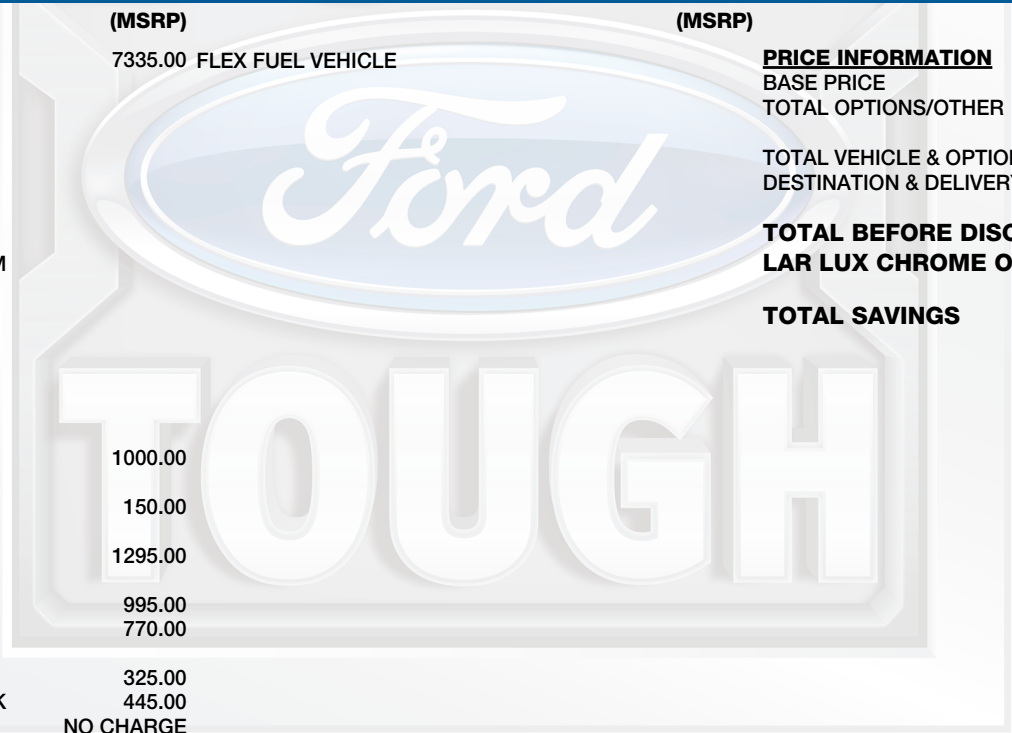 (MSRP)
(MSRP)
7335.00 FLEX FUEL VEHICLE
PRICE INFORMATION
BASE PRICE
TOTAL OPTIONS/OTHER
TOTAL VEHICLE & OPTION
DESTINATION & DELIVERY
TOTAL BEFORE DISC
LAR LUX CHROME O
TOTAL SAVINGS
M
Ford
TOUGH
1000.00
150.00
1295.00
995.00
770.00
325.00
K 445.00
NO CHARGE